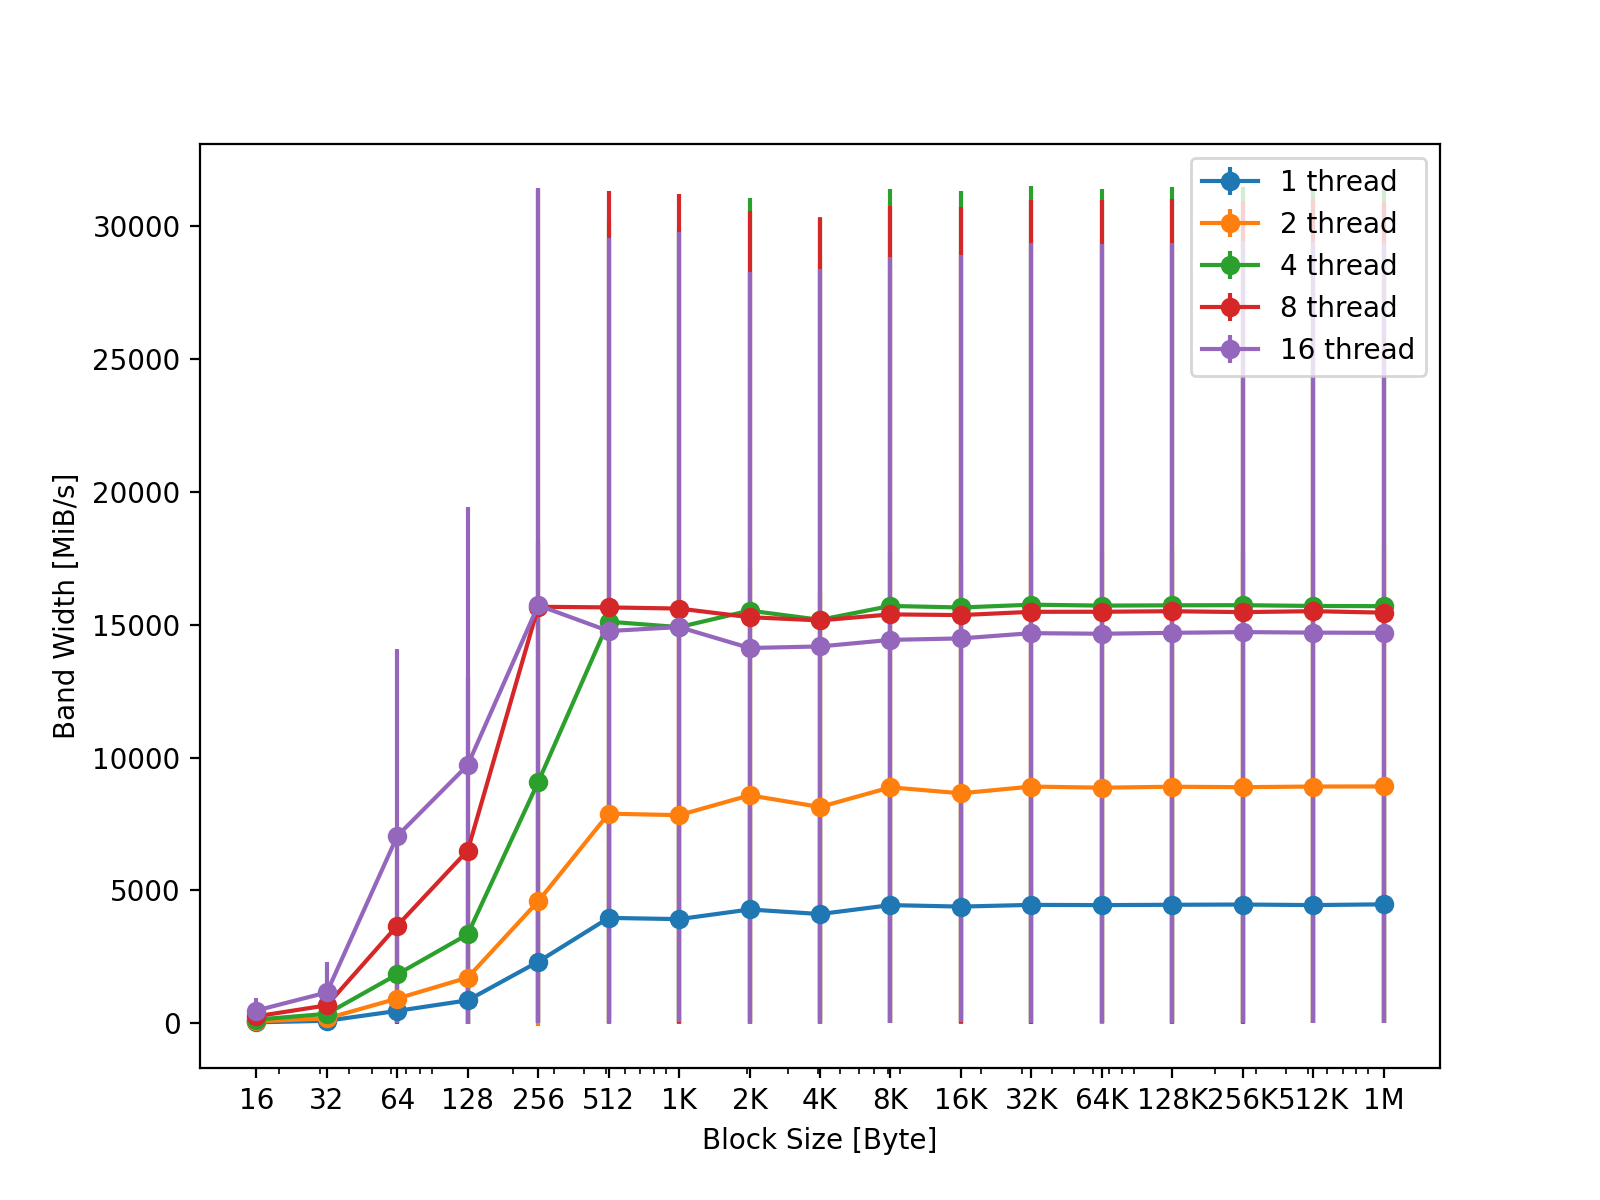 1 thread
2 thread
4 thread
8 thread
16 thread
Band Width [MiB/s]
30000
25000
20000
15000
10000
5000
0
16 32 64 128 256 512 1K 2K 4K 8K 16K 32K 64K 128K 256K 512K 1M
Block Size [Byte]